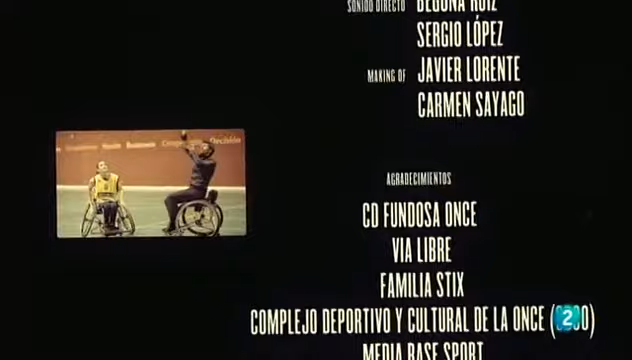 SONIDO DIRECTO BEGOÑA RUIZ
SERGIO LÓPEZ
MAKING OF JAVIER LORENTE
CARMEN SAYAGO
AGRADECIMIENTOS
CD FUNDOSA ONCE
VIA LIBRE
FAMILIA STIX
COMPLEJO DEPORTIVO Y CULTURAL DE LA ONCE
2
MEDIA BASE SPORT